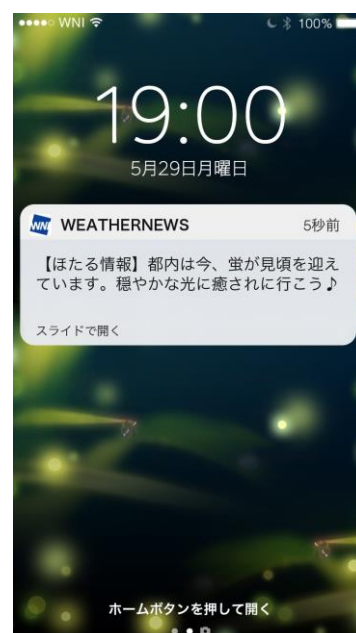 WNI
100%
19:00
5月29日月曜日
WNI WEATHERNEWS 5秒前
【ほたる情報】都内は今、蛍が見頃を迎え
ています。穏やかな光に癒されに行こう♪
スライドで開く
ホームボタンを押して開く